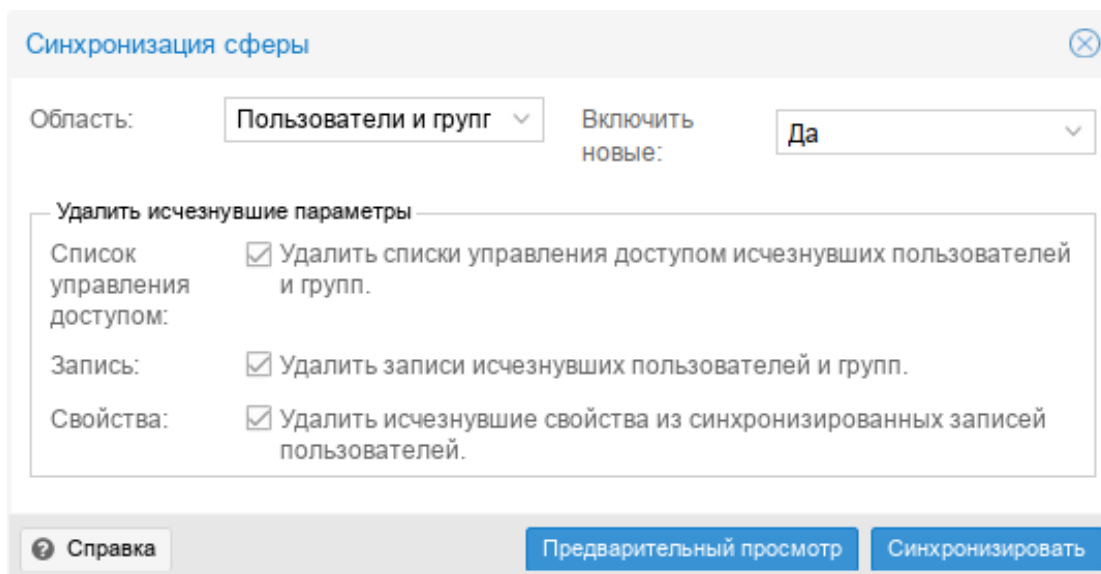 Синхронизация сферы
Область: Пользователи и групг Включить новые: Да
Удалить исчезнувшие параметры
Список управления доступом: Удалить списки управления доступом исчезнувших пользователей
и групп.
Запись: Удалить записи исчезнувших пользователей и групп.
Свойства: Удалить исчезнувшие свойства из синхронизированных записей
пользователей.
Справка Предварительный просмотр Синхронизировать